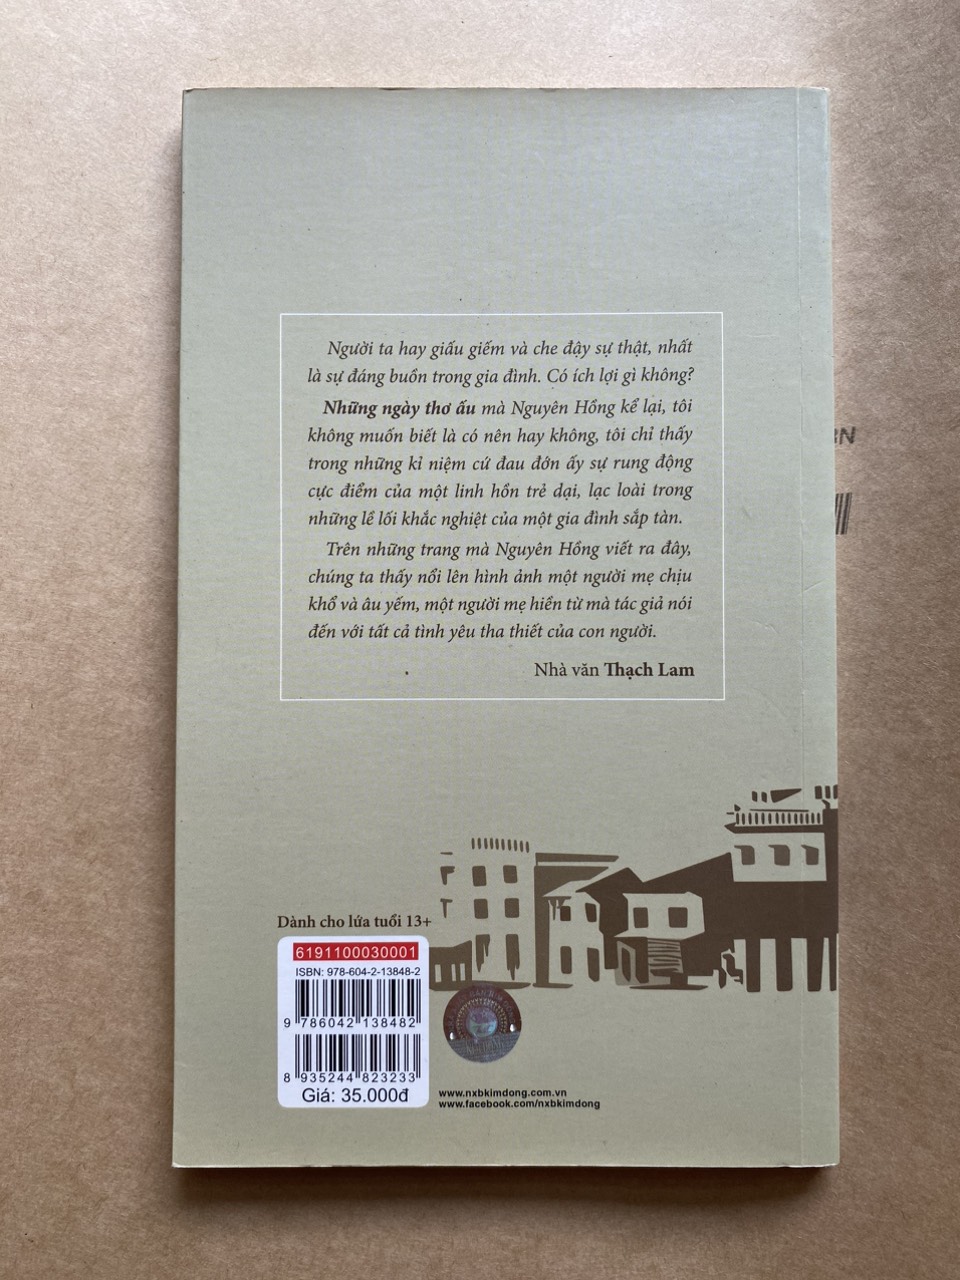 Người ta hay giấu giếm và che đậy sự thật, nhất
là sự đáng buồn trong gia đình. Có ích lợi gì không?
Những ngày thơ ấu mà Nguyên Hồng kể lại, tôi
không muốn biết là có nên hay không, tôi chỉ thấy
trong những kỉ niệm cứ đau đớn ấy sự rung động
cực điểm của một linh hồn trẻ dại, lạc loài trong
những lề lối khắc nghiệt của một gia đình sắp tàn.
Trên những trang mà Nguyên Hồng viết ra đây,
chúng ta thấy nổi lên hình ảnh một người mẹ chịu
khổ và âu yếm, một người mẹ hiền từ mà tác giả nói
đến với tất cả tình yêu tha thiết của con người.
Nhà văn Thạch Lam
Dành cho lứa tuổi 13+
6191100030001
ISBN: 978-604-2-13848-2
9 786042 138482
8 935244 823233
Giá: 35.000đ
www.nxbkimdong.com.vn
www.facebook.com/nxbkimdong